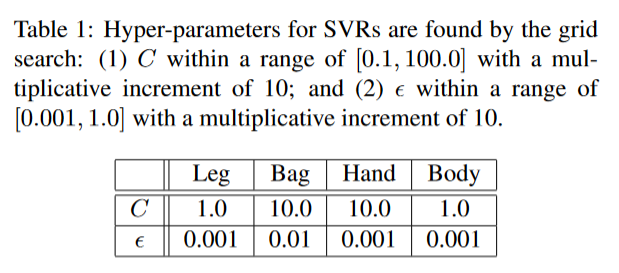 Table 1: Hyper-parameters for SVRs are found by the grid
search: (1) C within a range of [0.1, 100.0] with a mul-
tiplicative increment of 10; and (2) ϵ within a range of
[0.001, 1.0] with a multiplicative increment of 10.
Leg Bag Hand Body
C 1.0 10.0 10.0 1.0
ϵ 0.001 0.01 0.001 0.001